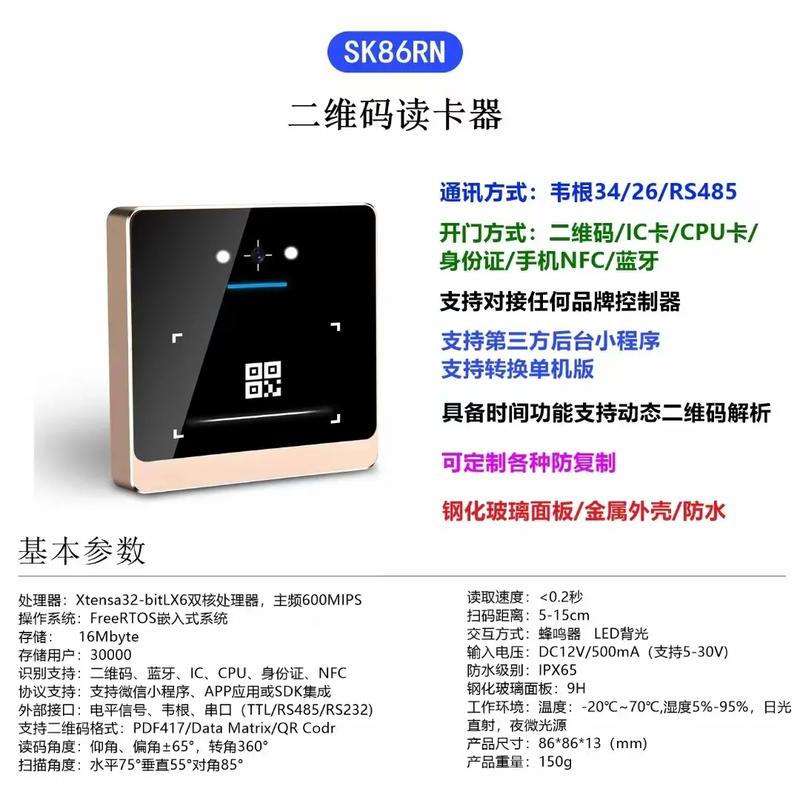 SK86RN
二维码读卡器
通讯方式：韦根34/26/RS485
开门方式：二维码/IC卡/CPU卡/
身份证/手机NFC/蓝牙
支持对接任何品牌控制器
支持第三方后台小程序
支持转换单机版
具备时间功能支持动态二维码解析
可定制各种防复制
钢化玻璃面板/金属外壳/防水
基本参数
处理器：Xtensa32-bitLX6双核处理器，主频600MIPS
操作系统：FreeRTOS嵌入式系统
存储： 16Mbyte
存储用户：30000
识别支持：二维码、蓝牙、IC、CPU、身份证、NFC
协议支持：支持微信小程序、APP应用或SDK集成
外部接口：电平信号、韦根、串口（TTL/RS485/RS232)
支持二维码格式：PDF417/Data Matrix/QR Codr
读码角度：仰角、偏角±65°，转角360°
扫描角度：水平75°垂直55°对角85°
读取速度：<0.2秒
扫码距离：5-15cm
交互方式：蜂鸣器 LED背光
输入电压：DC12V/500mA（支持5-30V）
防水级别：IPX65
钢化玻璃面板：9H
工作环境：温度：-20℃~70℃,湿度5%-95%，日光
直射，夜微光源
产品尺寸：86*86*13（mm）
产品重量：150g